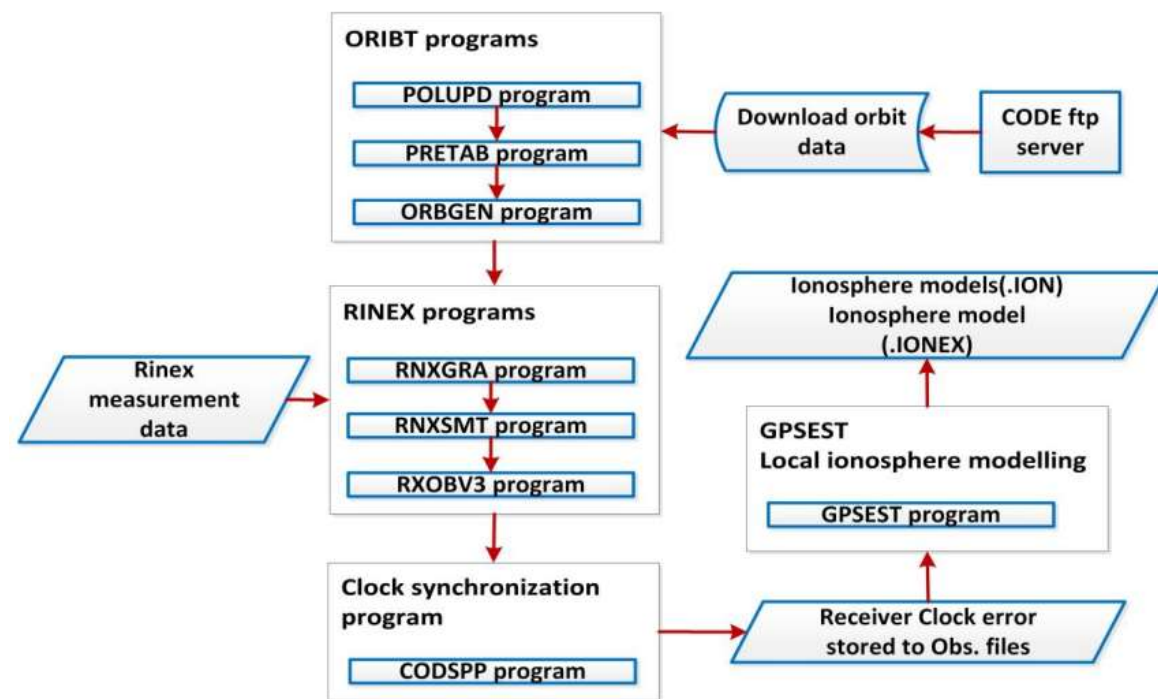 ORIBT programs
POLUPD program
PRETAB program
ORBGEN program
Download orbit
data
CODE ftp
server
RINEX programs
RNXGRA program
RNXSMT program
RXOBV3 program
Rinex
measurement
data
Clock synchronization
program
CODSPP program
Receiver Clock error
stored to Obs. files
GPSEST
Local ionosphere modelling
GPSEST program
Ionosphere models(.ION)
Ionosphere model
(.IONEX)